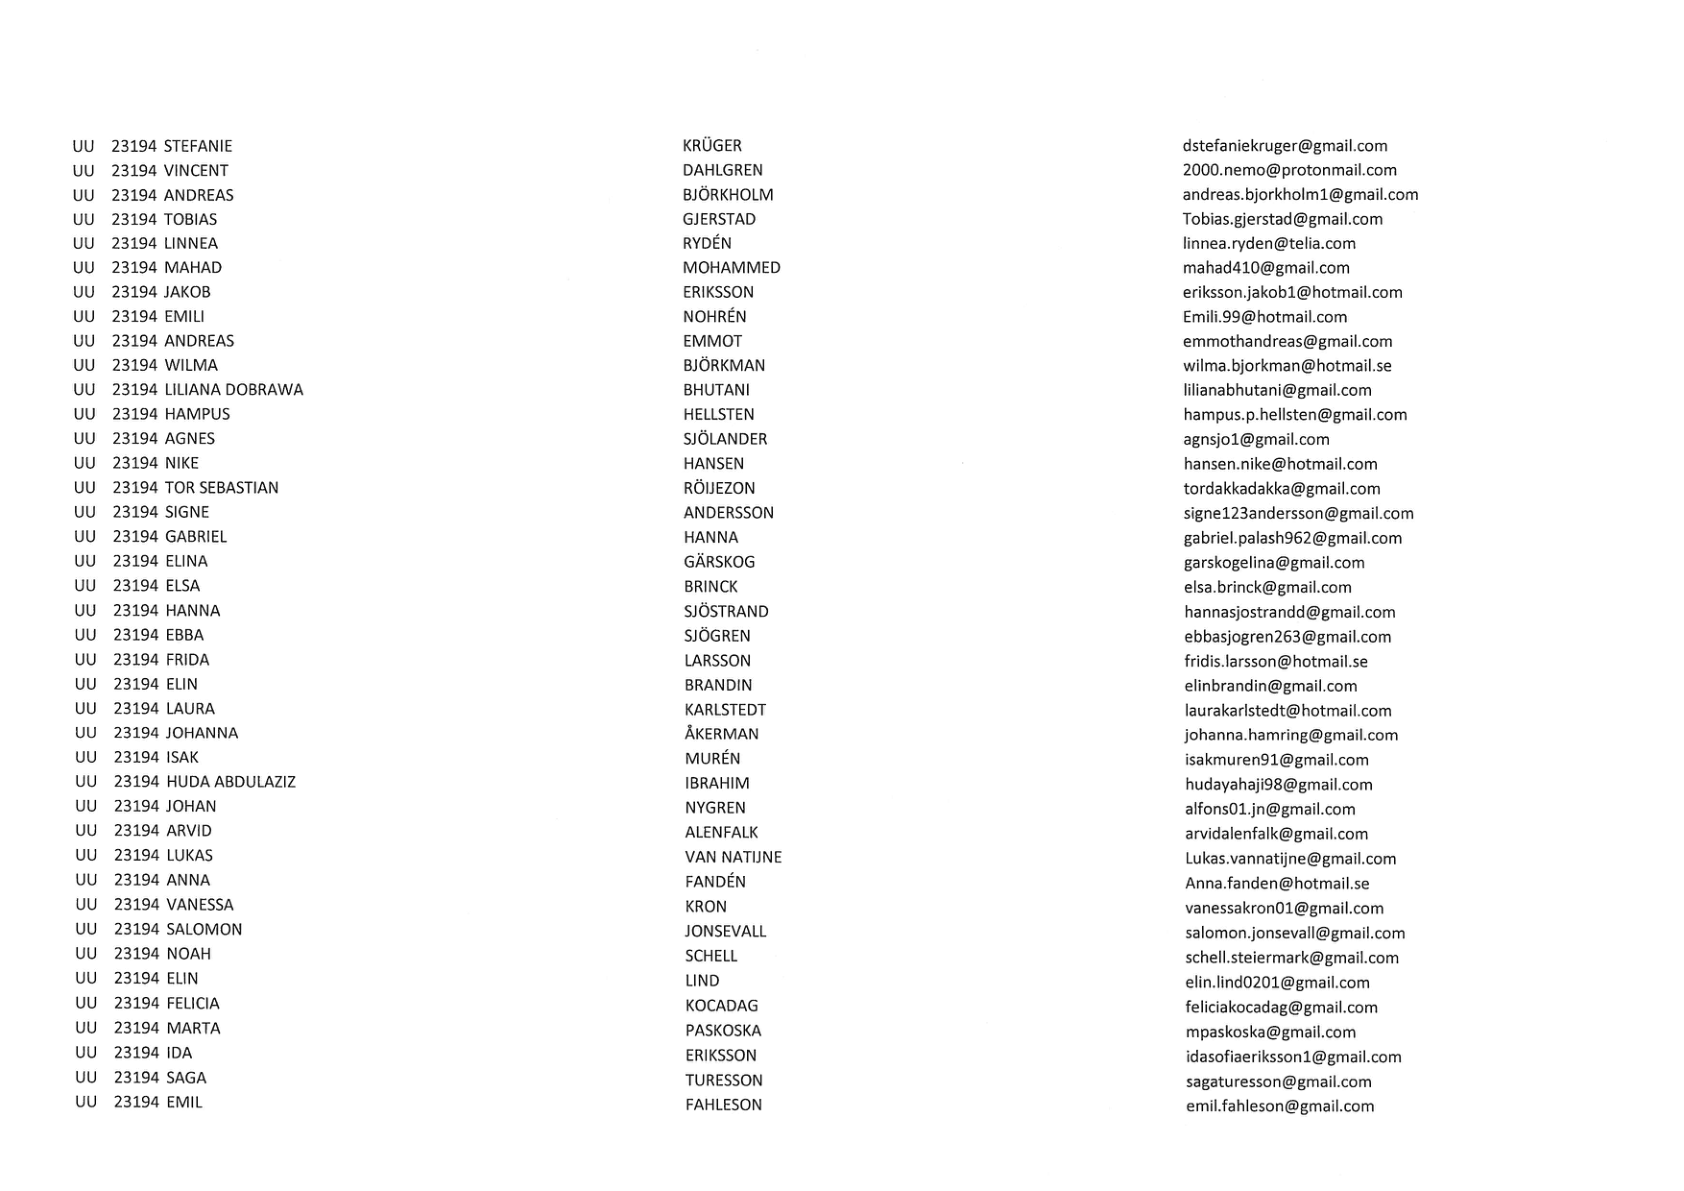 UU 23194 STEFANIE KRÜGER dstefaniekruger@gmail.com
UU 23194 VINCENT DAHLGREN 2000.nemo@protonmail.com
UU 23194 ANDREAS BJÖRKHOLM andreas.bjorkholm1@gmail.com
UU 23194 TOBIAS GJERSTAD Tobias.gjerstad@gmail.com
UU 23194 LINNEA RYDÉN linnea.ryden@telia.com
UU 23194 MAHAD MOHAMMED mahad410@gmail.com
UU 23194 JAKOB ERIKSSON eriksson.jakob1@hotmail.com
UU 23194 EMILI NOHRÉN Emili.99@hotmail.com
UU 23194 ANDREAS EMMOT emmothandreas@gmail.com
UU 23194 WILMA BJÖRKMAN wilma.bjorkman@hotmail.se
UU 23194 LILIANA DOBRAWA BHUTANI lilianabhutani@gmail.com
UU 23194 HAMPUS HELLSTEN hampus.p.hellsten@gmail.com
UU 23194 AGNES SJÖLANDER agnsjo1@gmail.com
UU 23194 NIKE HANSEN hansen.nike@hotmail.com
UU 23194 TOR SEBASTIAN RÖIJEZON tordakkadakka@gmail.com
UU 23194 SIGNE ANDERSSON signe123andersson@gmail.com
UU 23194 GABRIEL HANNA gabriel.palash962@gmail.com
UU 23194 ELINA GÄRSKOG garskogelina@gmail.com
UU 23194 ELSA BRINCK elsa.brinck@gmail.com
UU 23194 HANNA SJÖSTRAND hannasjostrandd@gmail.com
UU 23194 EBBA SJÖGREN ebbasjogren263@gmail.com
UU 23194 FRIDA LARSSON fridis.larsson@hotmail.se
UU 23194 ELIN BRANDIN elinbrandin@gmail.com
UU 23194 LAURA KARLSTEDT laurakarlstedt@hotmail.com
UU 23194 JOHANNA ÅKERMAN johanna.hamring@gmail.com
UU 23194 ISAK MURÉN isakmuren91@gmail.com
UU 23194 HUDA ABDULAZIZ IBRAHIM hudayahaji98@gmail.com
UU 23194 JOHAN NYGREN alfons01.jn@gmail.com
UU 23194 ARVID ALENFALK arvidalenfalk@gmail.com
UU 23194 LUKAS VAN NATIJNE Lukas.vannatijne@gmail.com
UU 23194 ANNA FANDÉN Anna.fanden@hotmail.se
UU 23194 VANESSA KRON vanessakron01@gmail.com
UU 23194 SALOMON JONSEVALL salomon.jonsevall@gmail.com
UU 23194 NOAH SCHELL schell.steiermark@gmail.com
UU 23194 ELIN LIND elin.lind0201@gmail.com
UU 23194 FELICIA KOCADAG feliciakocadag@gmail.com
UU 23194 MARTA PASKOSKA mpaskoska@gmail.com
UU 23194 IDA ERIKSSON idasofiaeriksson1@gmail.com
UU 23194 SAGA TURESSON sagaturesson@gmail.com
UU 23194 EMIL FAHLESON emil.fahleson@gmail.com